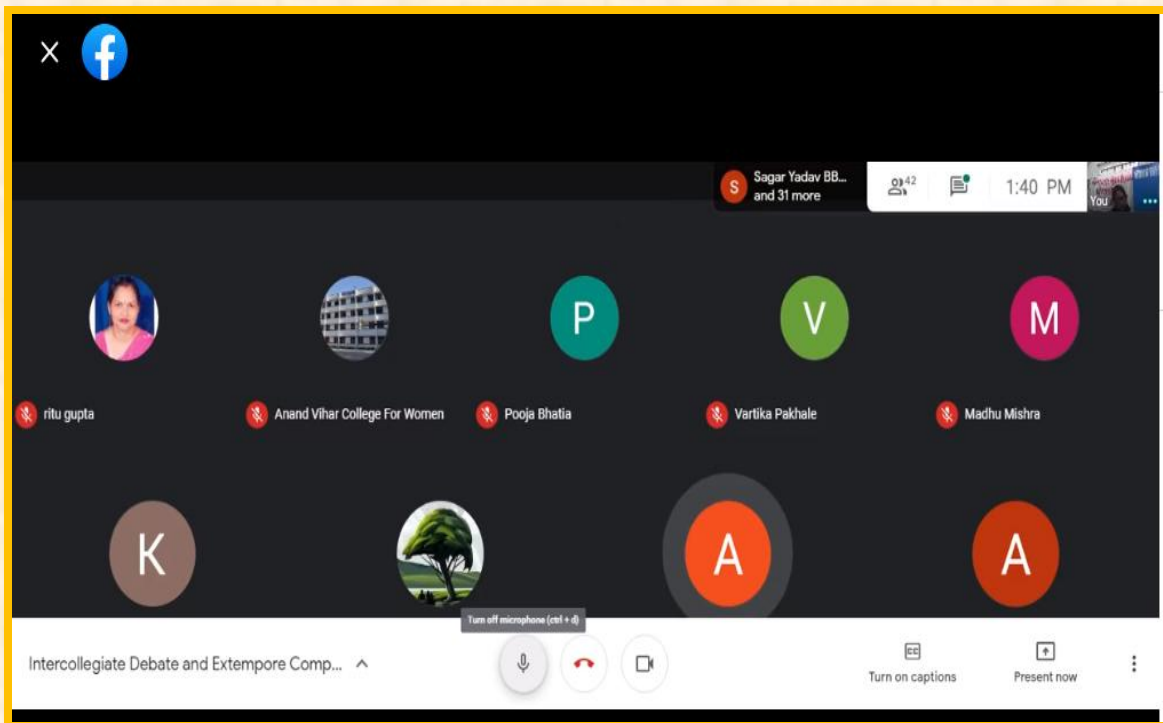 f
S Sagar Yadav BB...
and 31 more
42
1:40 PM
You
P
V
M
ritu gupta
Anand Vihar College For Women
Pooja Bhatia
Vartika Pakhale
Madhu Mishra
K
A
A
Turn off microphone (ctrl + d)
Intercollegiate Debate and Extempore Comp...
CC
Turn on captions
Present now